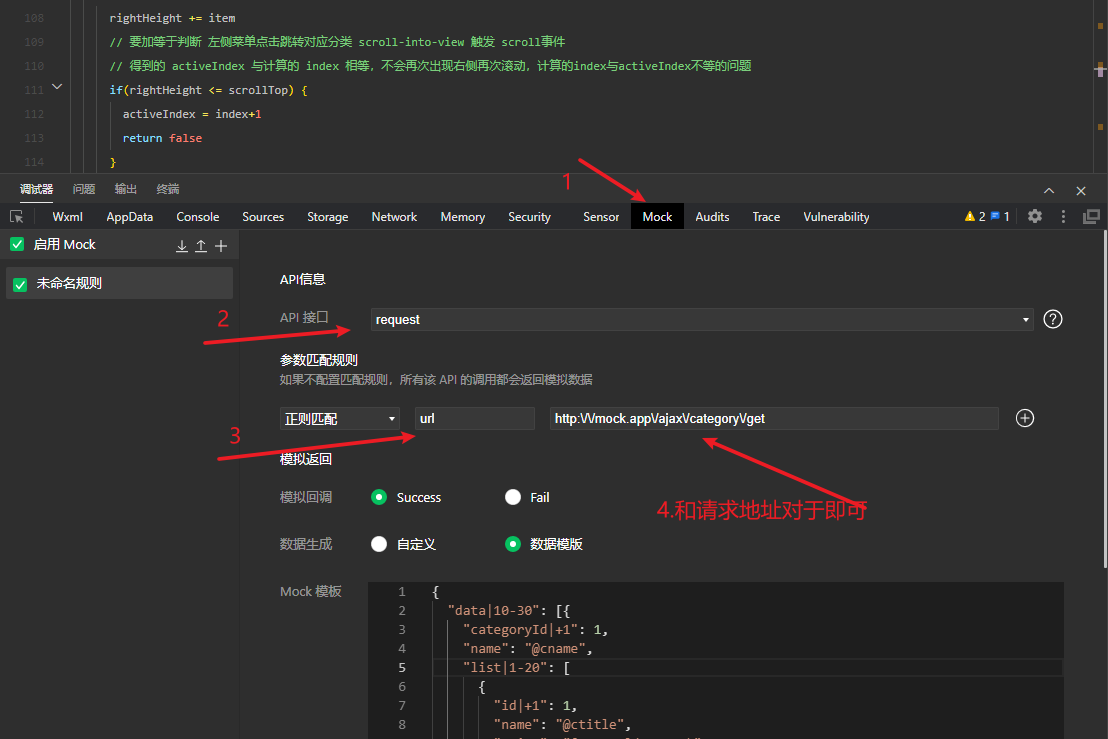 108 rightHeight += item
109 // 要加等于判断 左侧菜单点击跳转对应分类 scroll-into-view 触发 scroll事件
110 // 得到的 activeIndex 与计算的 index 相等，不会再次出现右侧再次滚动，计算的index与activeIndex不等的问题
111 if(rightHeight <= scrollTop) {
112 activeIndex = index+1
113 return false
114 }
调试器 问题 输出 终端
1
Wxml AppData Console Sources Storage Network Memory Security Sensor Mock Audits Trace Vulnerability 2 1
启用 Mock
未命名规则
API信息
2
API 接口 request
参数匹配规则
如果不配置匹配规则，所有该 API 的调用都会返回模拟数据
正则匹配 url http:\/\/mock.app\/ajax\/category\/get
3
模拟返回
模拟回调 Success Fail
4.和请求地址对于即可
数据生成 自定义 数据模版
Mock 模板
1 {
2 "data|10-30": [{
3 "categoryId|+1": 1,
4 "name": "@cname",
5 "list|1-20": [
6 {
7 "id|+1": 1,
8 "name": "@ctitle",